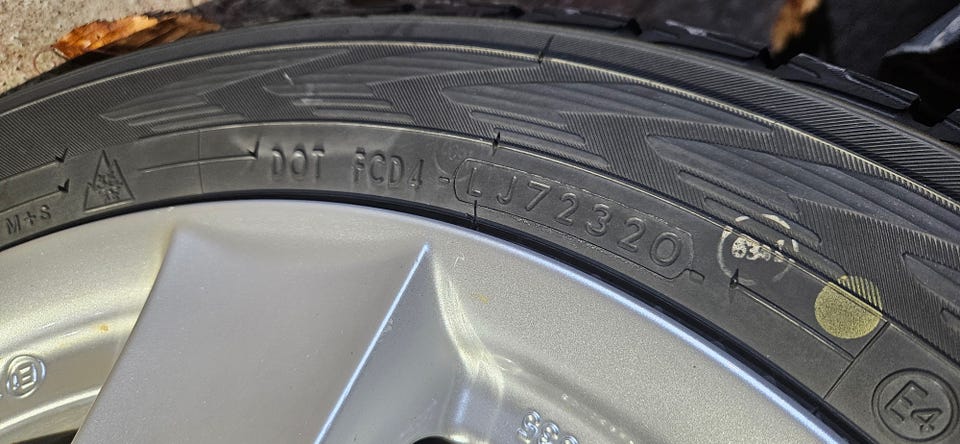 M+S
DOT FCD4 - LJ72320 -
E4